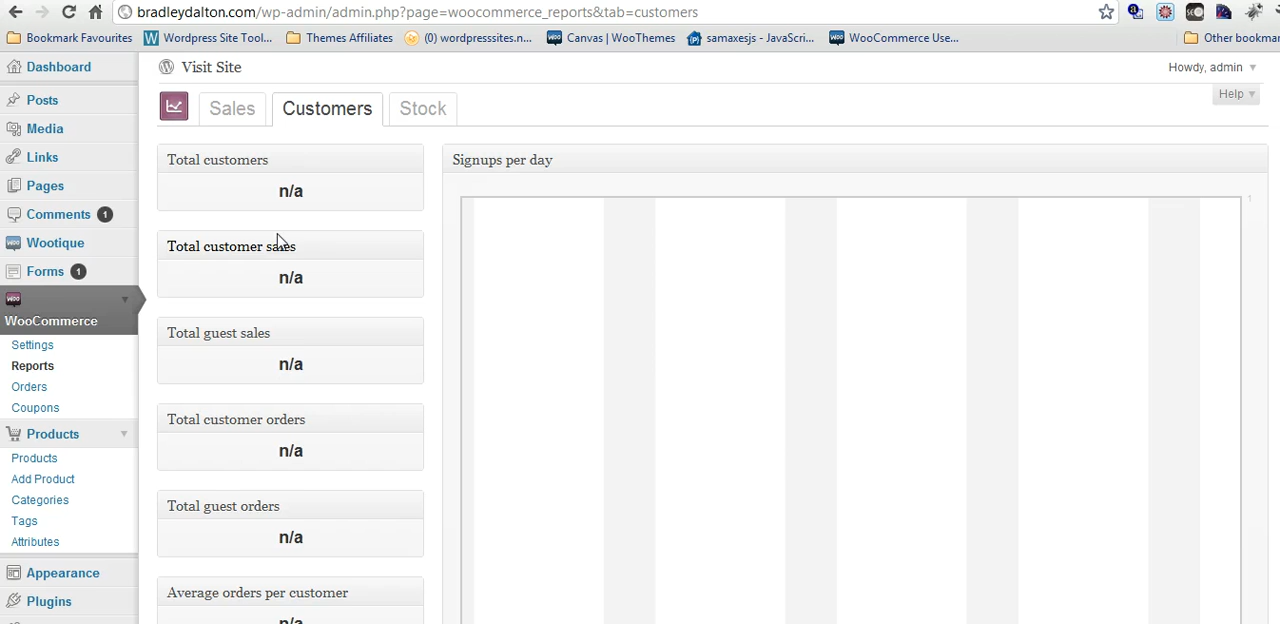 bradleydalton.com/wp-admin/admin.php?page=woocommerce_reports&tab=customers
Bookmark Favourites
Wordpress Site Tool...
Themes Affiliates
(0) wordpresssites.n...
Canvas | WooThemes
samaxesjs - JavaScri...
WooCommerce Use...
Other bookmar
Dashboard
Posts
Media
Links
Pages
Comments 1
Wootique
Forms 1
WooCommerce
Settings
Reports
Orders
Coupons
Products
Products
Add Product
Categories
Tags
Attributes
Appearance
Plugins
Visit Site
Howdy, admin
Help
Sales
Customers
Stock
Total customers
n/a
Total customer sales
n/a
Total guest sales
n/a
Total customer orders
n/a
Total guest orders
n/a
Average orders per customer
n/a
Signups per day
1